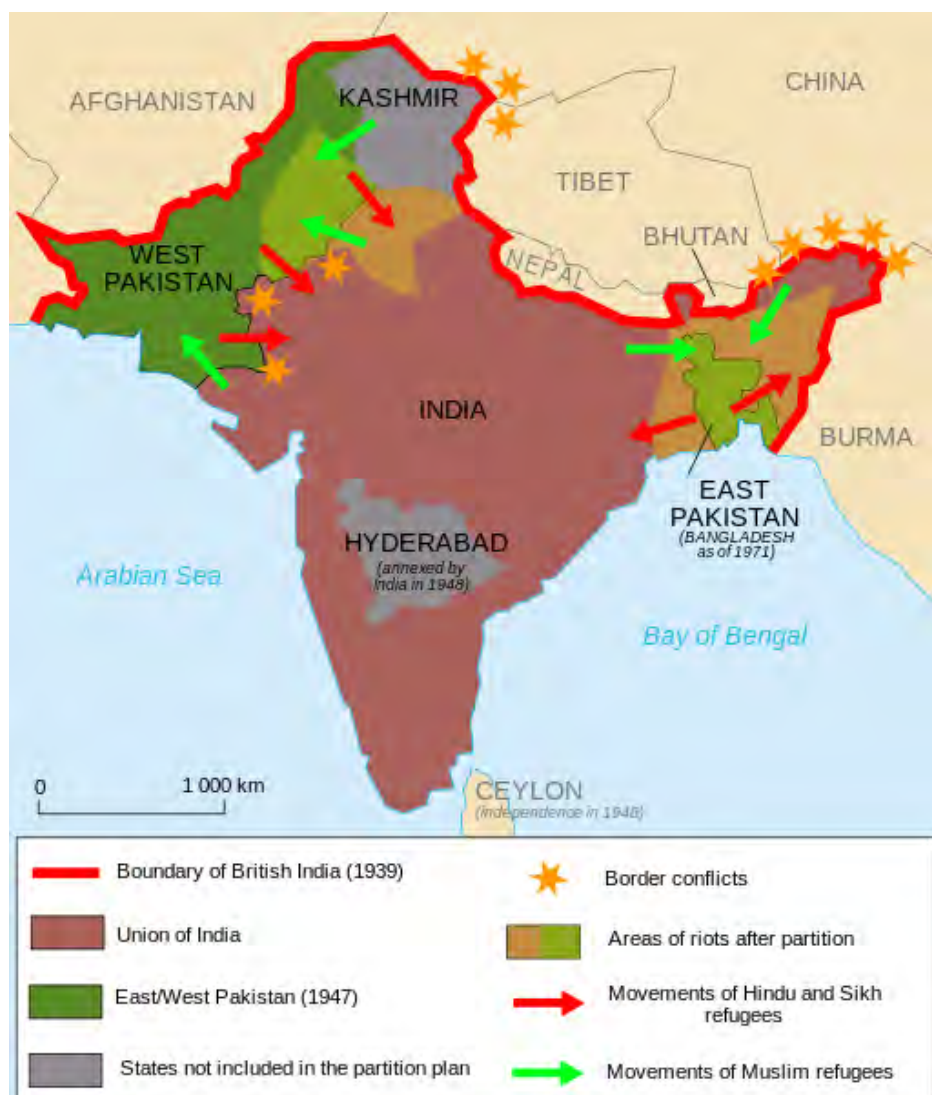 AFGHANISTAN
KASHMIR
CHINA
TIBET
WEST
PAKISTAN
BHUTAN
NEPAL
INDIA
BURMA
EAST
PAKISTAN
(BANGLADESH
as of 1971)
HYDERABAD
(annexed by
India in 1948)
Arabian Sea
Bay of Bengal
0 1 000 km
CEYLON
(independence in 1948)
Boundary of British India (1939)
Border conflicts
Union of India
Areas of riots after partition
East/West Pakistan (1947)
Movements of Hindu and Sikh
refugees
States not included in the partition plan
Movements of Muslim refugees